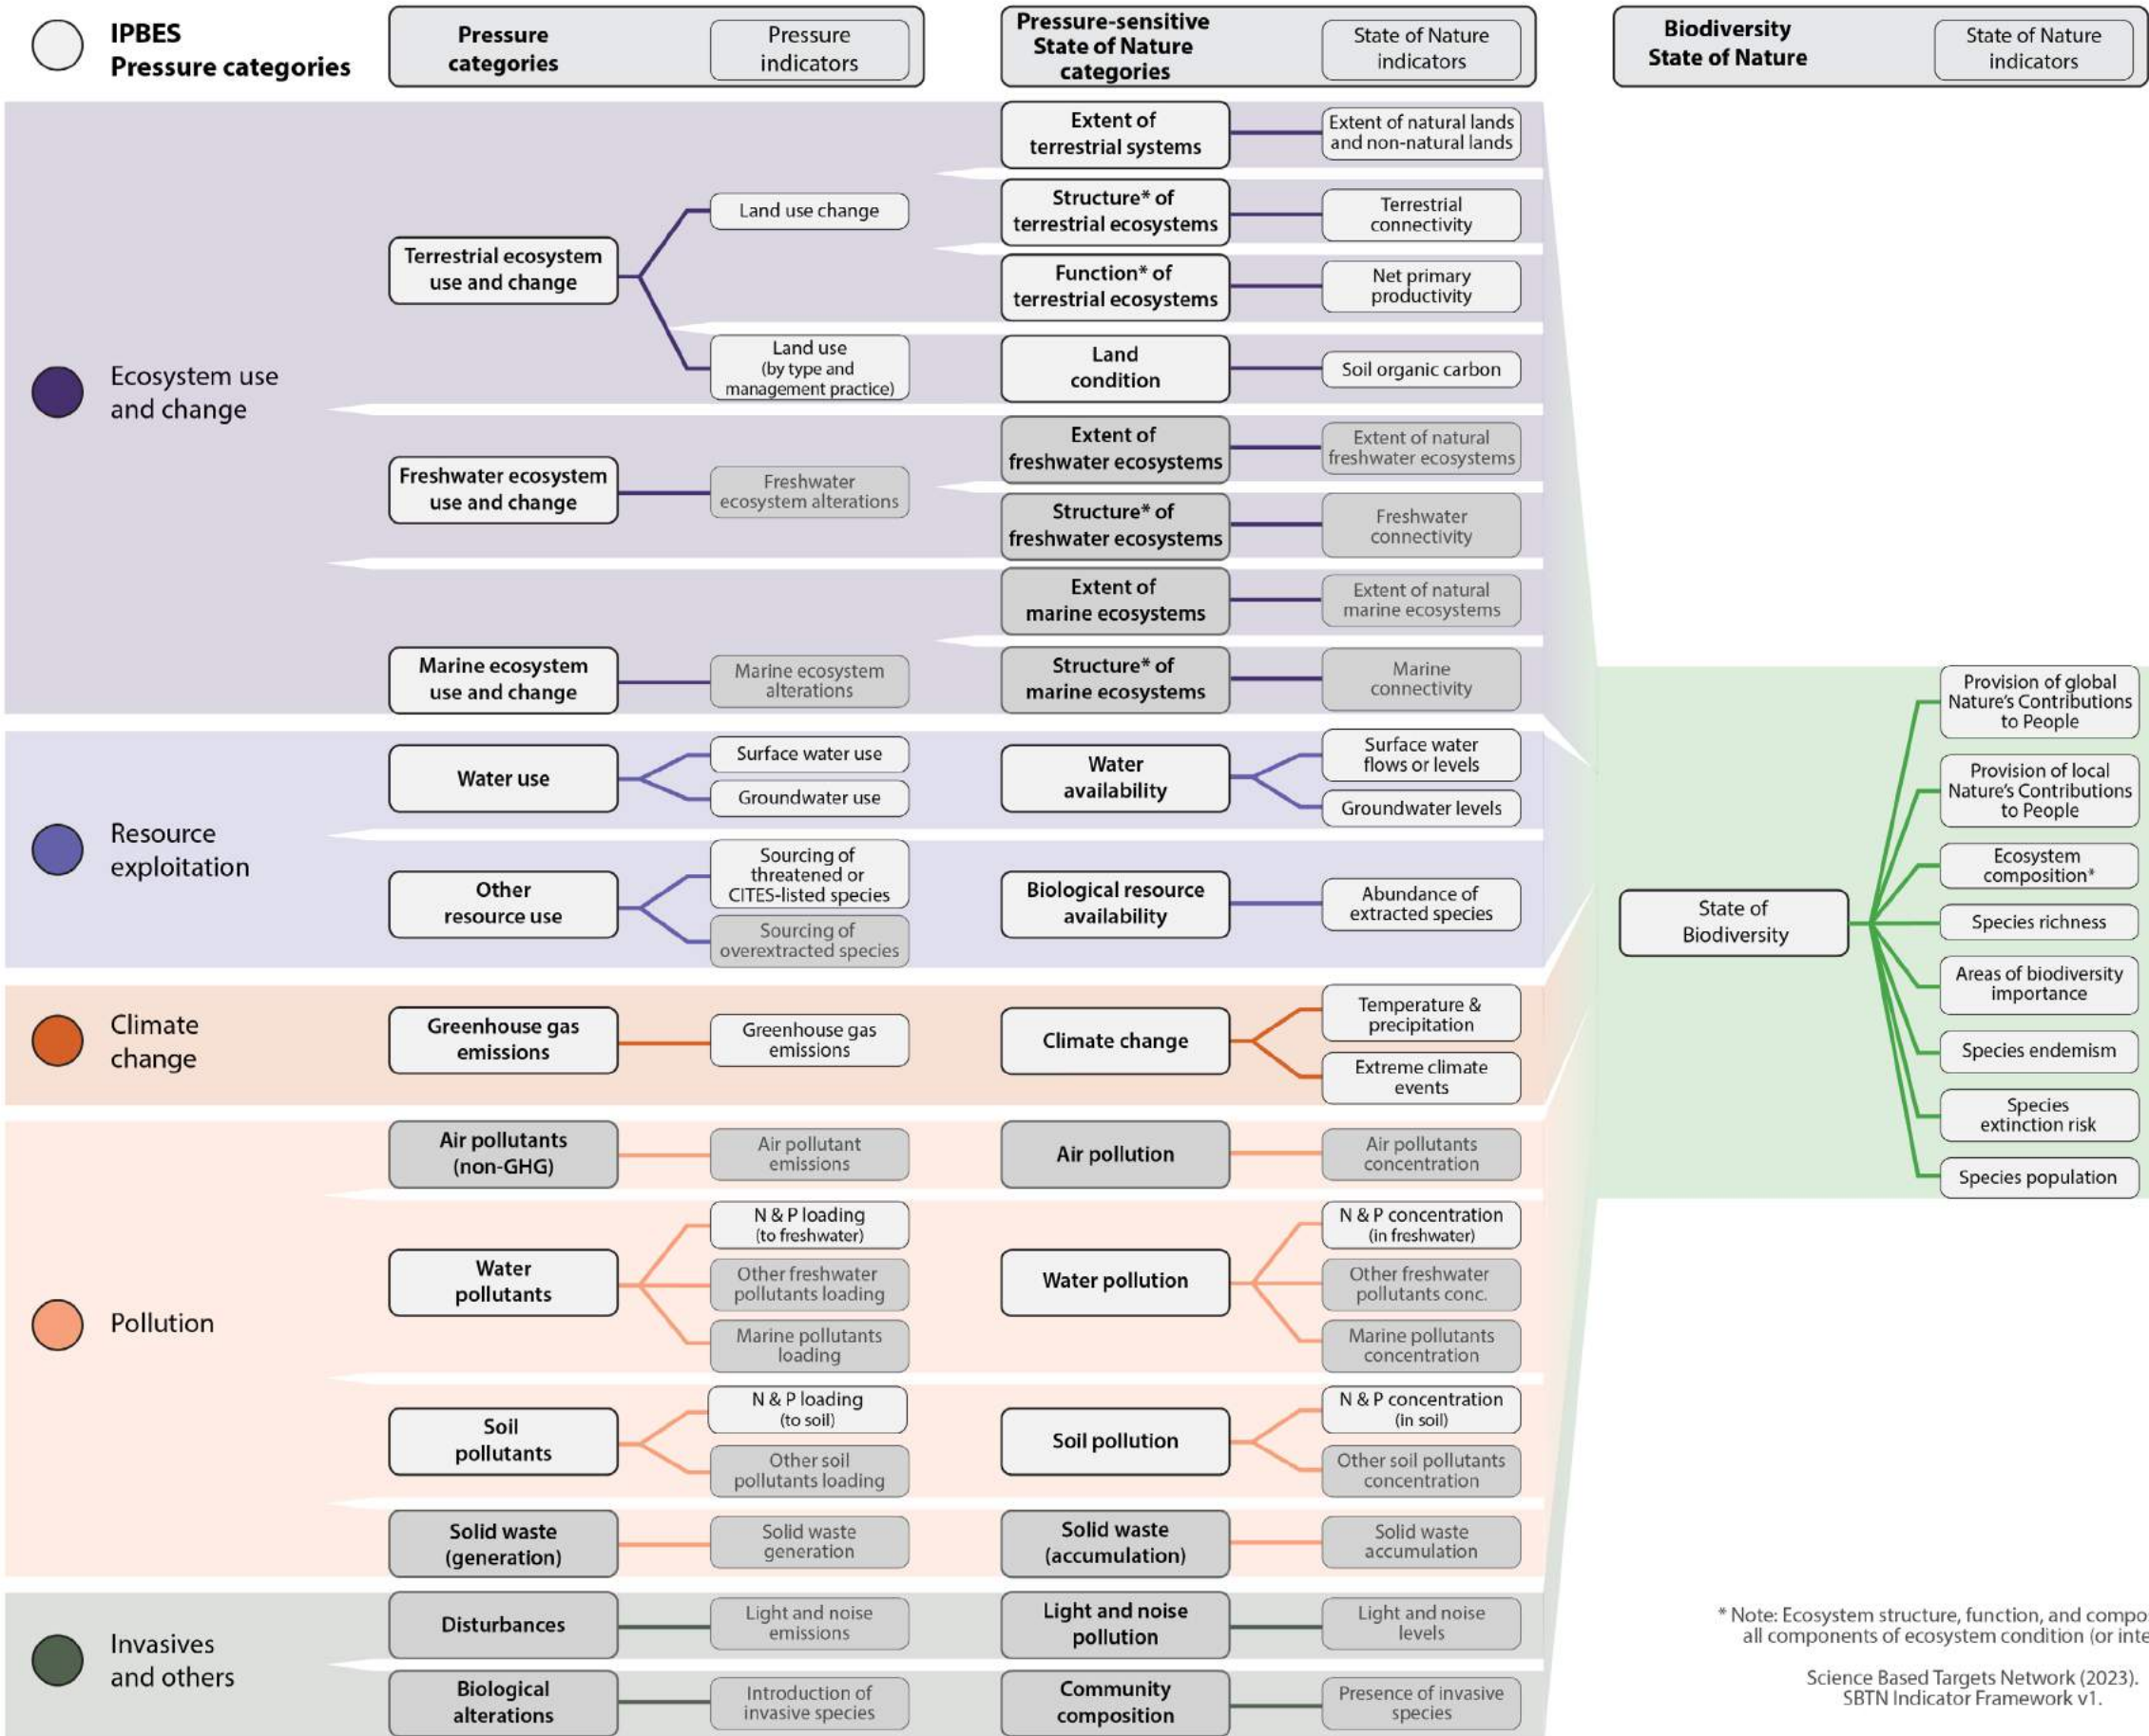 IPBES
Pressure categories
Pressure
categories
Pressure
indicators
Pressure-sensitive
State of Nature
categories
State of Nature
indicators
Biodiversity
State of Nature
State of Nature
indicators
Ecosystem use
and change
Terrestrial ecosystem
use and change
Land use change
Land use
(by type and
management practice)
Extent of
terrestrial systems
Extent of natural lands
and non-natural lands
Structure* of
terrestrial ecosystems
Terrestrial
connectivity
Function* of
terrestrial ecosystems
Net primary
productivity
Land
condition
Soil organic carbon
Freshwater ecosystem
use and change
Freshwater
ecosystem alterations
Extent of
freshwater ecosystems
Extent of natural
freshwater ecosystems
Structure* of
freshwater ecosystems
Freshwater
connectivity
Marine ecosystem
use and change
Marine ecosystem
alterations
Extent of
marine ecosystems
Extent of natural
marine ecosystems
Structure* of
marine ecosystems
Marine
connectivity
Resource
exploitation
Water use
Surface water use
Groundwater use
Water
availability
Surface water
flows or levels
Groundwater levels
Other
resource use
Sourcing of
threatened or
CITES-listed species
Sourcing of
overextracted species
Biological resource
availability
Abundance of
extracted species
Climate
change
Greenhouse gas
emissions
Greenhouse gas
emissions
Climate change
Temperature &
precipitation
Extreme climate
events
Pollution
Air pollutants
(non-GHG)
Air pollutant
emissions
Air pollution
Air pollutants
concentration
Water
pollutants
N & P loading
(to freshwater)
Other freshwater
pollutants loading
Marine pollutants
loading
Water pollution
N & P concentration
(in freshwater)
Other freshwater
pollutants conc.
Marine pollutants
concentration
Soil
pollutants
N & P loading
(to soil)
Other soil
pollutants loading
Soil pollution
N & P concentration
(in soil)
Other soil pollutants
concentration
Solid waste
(generation)
Solid waste
generation
Solid waste
(accumulation)
Solid waste
accumulation
Invasives
and others
Disturbances
Light and noise
emissions
Light and noise
pollution
Light and noise
levels
Biological
alterations
Introduction of
invasive species
Community
composition
Presence of invasive
species
State of
Biodiversity
Provision of global
Nature's Contributions
to People
Provision of local
Nature's Contributions
to People
Ecosystem
composition*
Species richness
Areas of biodiversity
importance
Species endemism
Species
extinction risk
Species population
* Note: Ecosystem structure, function, and compo
all components of ecosystem condition (or inte
Science Based Targets Network (2023).
SBTN Indicator Framework v1.